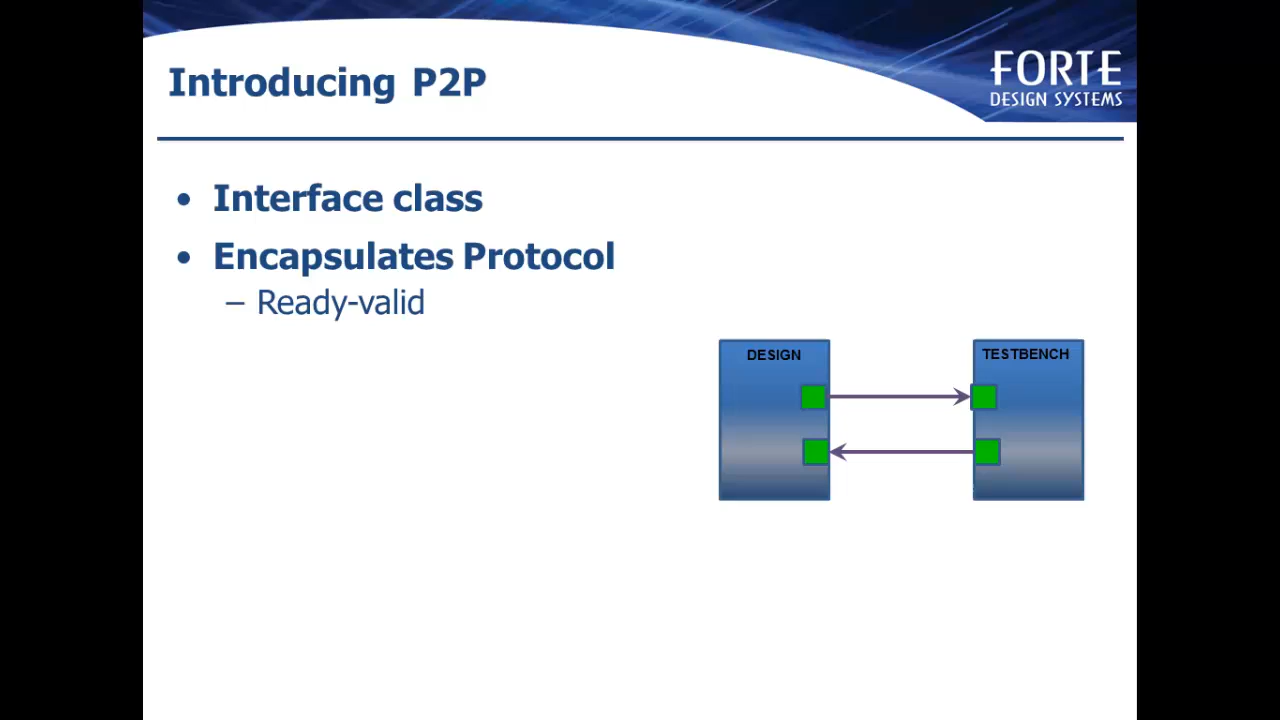 Introducing P2P
FORTE
DESIGN SYSTEMS
• Interface class
• Encapsulates Protocol
– Ready-valid
DESIGN
TESTBENCH